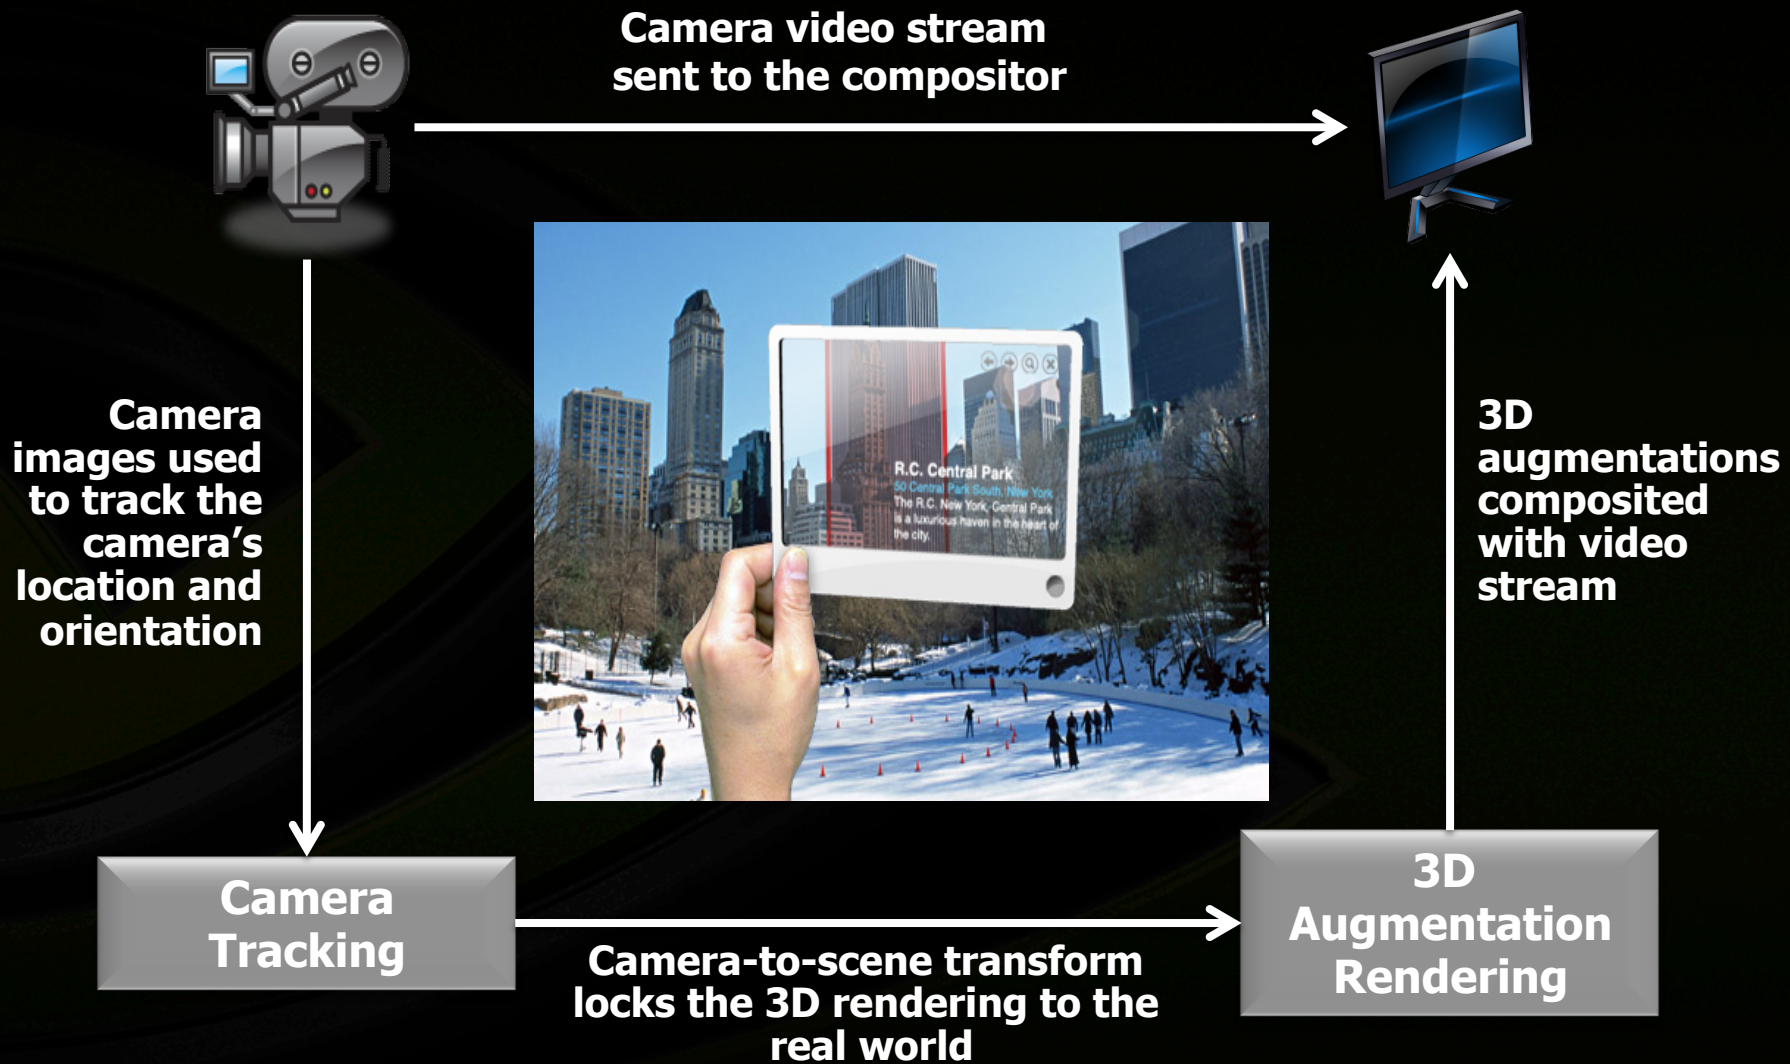 Camera video stream
sent to the compositor
Camera
images used
to track the
camera's
location and
orientation
R.C. Central Park
50 Central Park South, New York
The R.C. New York, Central Park
is a luxurious haven in the heart of
the city.
3D
augmentations
composited
with video
stream
Camera
Tracking
Camera-to-scene transform
locks the 3D rendering to the
real world
3D
Augmentation
Rendering